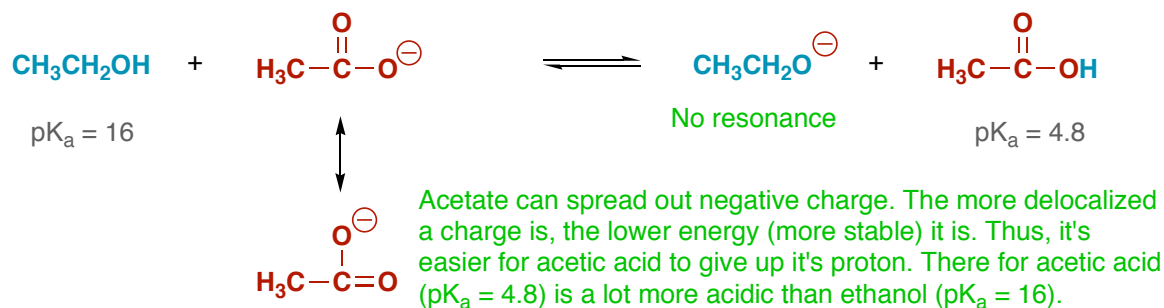 O
O
CH₃CH₂OH + H₃C C O⊖ CH₃CH₂O⊖ + H₃C C OH
No resonance
pKₐ = 16
pKₐ = 4.8
Acetate can spread out negative charge. The more delocalized
a charge is, the lower energy (more stable) it is. Thus, it's
easier for acetic acid to give up it's proton. There for acetic acid
(pKₐ = 4.8) is a lot more acidic than ethanol (pKₐ = 16).
O⊖
H₃C C O